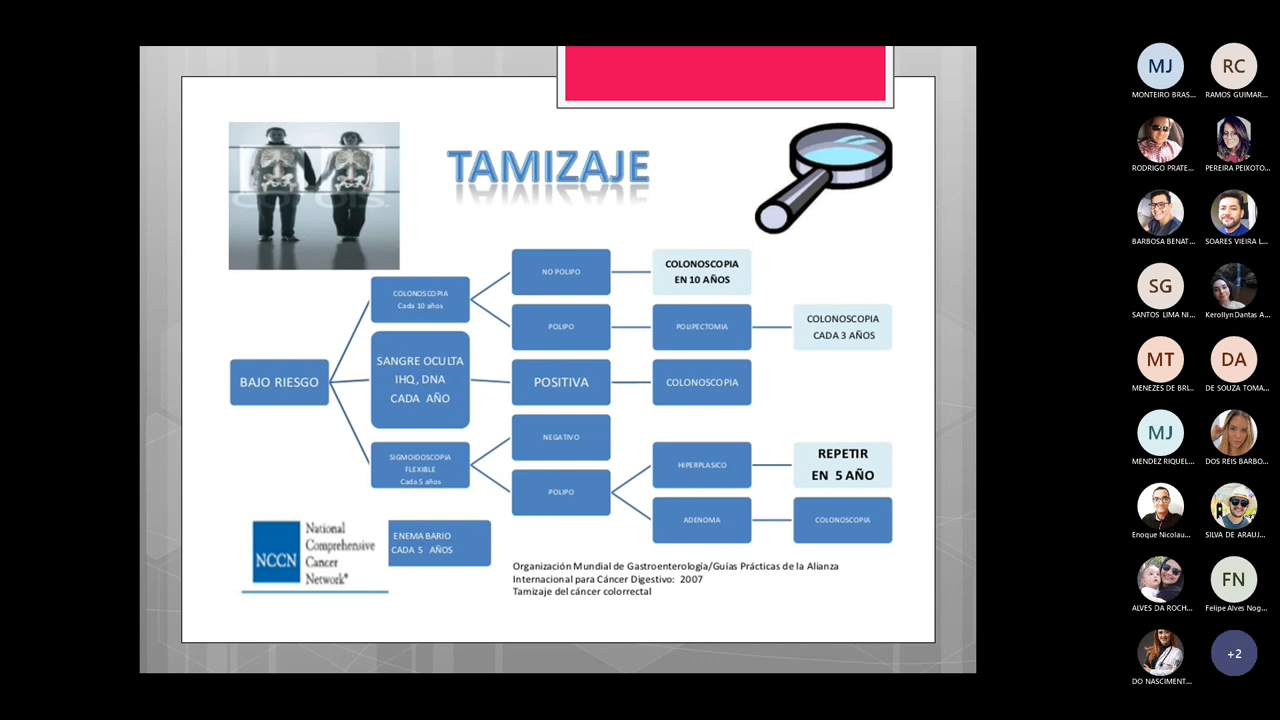 TAMIZAJE
NO POLIPO
COLONOSCOPIA
EN 10 AÑOS
COLONOSCOPIA
Cada 10 años
POLIPO
POLIPECTOMIA
COLONOSCOPIA
CADA 3 AÑOS
BAJO RIESGO
SANGRE OCULTA
IHQ, DNA
CADA AÑO
POSITIVA
COLONOSCOPIA
NEGATIVO
SIGMOIDOSCOPIA
FLEXIBLE
Cada 5 años
POLIPO
HIPERPLASICO
REPETIR
EN 5 AÑO
ADENOMA
COLONOSCOPIA
NCCN
National
Comprehensive
Cancer
Network®
ENEMA BARIO
CADA 5 AÑOS
Organización Mundial de Gastroenterología/Guías Prácticas de la Alianza
Internacional para Cáncer Digestivo: 2007
Tamizaje del cáncer colorrectal
MJ
MONTEIRO BRAS...
RC
RAMOS GUIMAR...
RODRIGO PRATE...
PEREIRA PEIXOTO...
BARBOSA BENAT...
SOARES VIEIRA L...
SG
SANTOS LIMA NI...
Kerollyn Dantas A...
MT
MENEZES DE BRI...
DA
DE SOUZA TOMA...
MJ
MENDEZ RIQUEL...
DOS REIS BARBO...
Enoque Nicolau...
SILVA DE ARAUJ...
ALVES DA ROCH...
FN
Felipe Alves Nog...
DO NASCIMENT...
+2